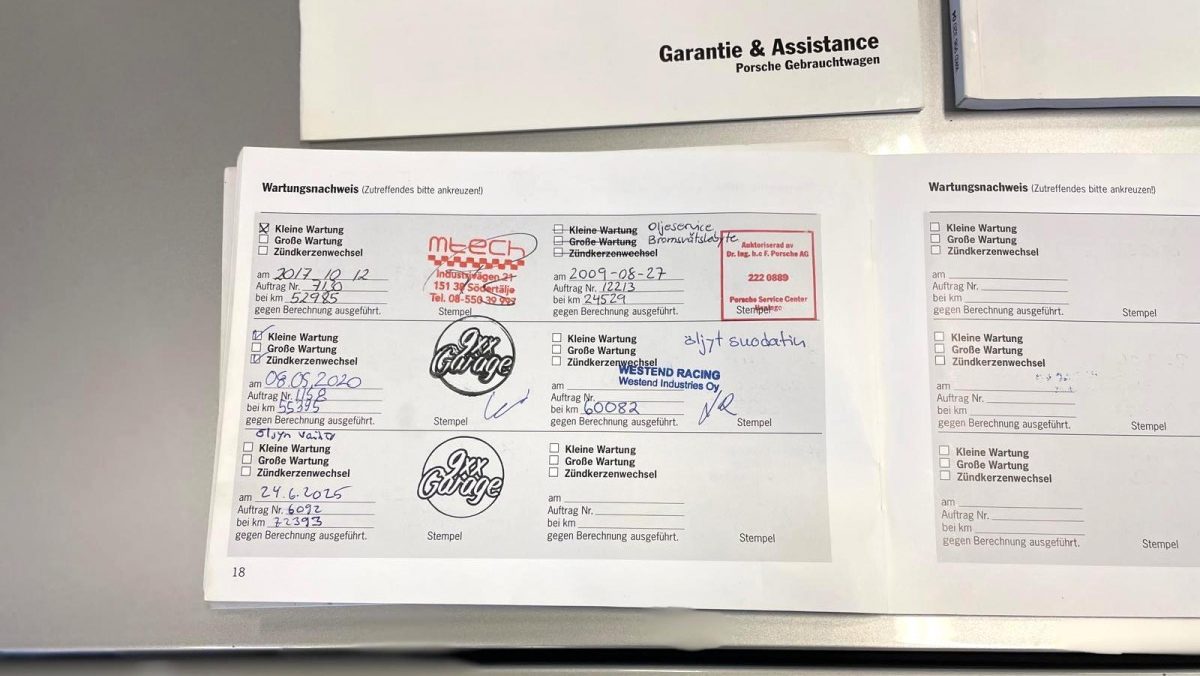 Garantie & Assistance
Porsche Gebrauchtwagen
Wartungsnachweis (Zutreffendes bitte ankreuzen!)
Kleine Wartung
Große Wartung
Zündkerzenwechsel
am 2017-10-12
Auftrag Nr. 7130
bei km 52985
gegen Berechnung ausgeführt.
Stempel
mtech
Industrivägen 21
151 38 Södertälje
Tel. 08-550 39 993
Kleine Wartung
Große Wartung
Zündkerzenwechsel
Oljeservice
Bromsvätskebyte
am 2009-08-27
Auftrag Nr. 12213
bei km 24529
gegen Berechnung ausgeführt.
Stempel
Auktoriserad av
Dr. Ing. h.c F. Porsche AG
222 0889
Porsche Service Center
Kleine Wartung
Große Wartung
Zündkerzenwechsel
am 08.05.2020
Auftrag Nr. 1158
bei km 55395
gegen Berechnung ausgeführt.
Stempel
9xx
Garage
Kleine Wartung
Große Wartung
Zündkerzenwechsel
öljyt suodatin
WESTEND RACING
Westend Industries Oy
am
Auftrag Nr.
bei km 60082
gegen Berechnung ausgeführt.
Stempel
öljyn vaihto
Kleine Wartung
Große Wartung
Zündkerzenwechsel
am 24.6.2025
Auftrag Nr. 6092
bei km 72393
gegen Berechnung ausgeführt.
Stempel
9xx
Garage
Kleine Wartung
Große Wartung
Zündkerzenwechsel
am
Auftrag Nr.
bei km
gegen Berechnung ausgeführt.
Stempel
18
Wartungsnachweis (Zutreffendes bitte ankreuzen!)
Kleine Wartung
Große Wartung
Zündkerzenwechsel
am
Auftrag Nr.
bei km
gegen Berechnung ausgeführt.
Stempel
Kleine Wartung
Große Wartung
Zündkerzenwechsel
am
Auftrag Nr.
bei km
gegen Berechnung ausgeführt.
Stempel
Kleine Wartung
Große Wartung
Zündkerzenwechsel
am
Auftrag Nr.
bei km
gegen Berechnung ausgeführt.
Stempel